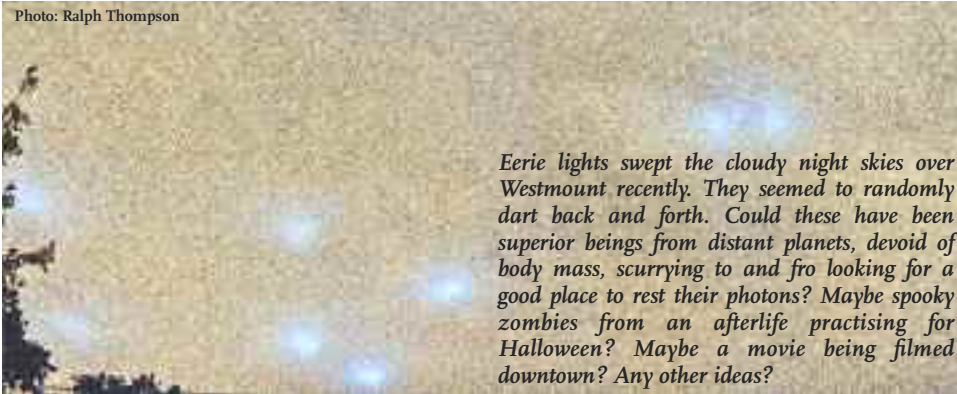 Photo: Ralph Thompson
Eerie lights swept the cloudy night skies over
Westmount recently. They seemed to randomly
dart back and forth. Could these have been
superior beings from distant planets, devoid of
body mass, scurrying to and fro looking for a
good place to rest their photons? Maybe spooky
zombies from an afterlife practising for
Halloween? Maybe a movie being filmed
downtown? Any other ideas?